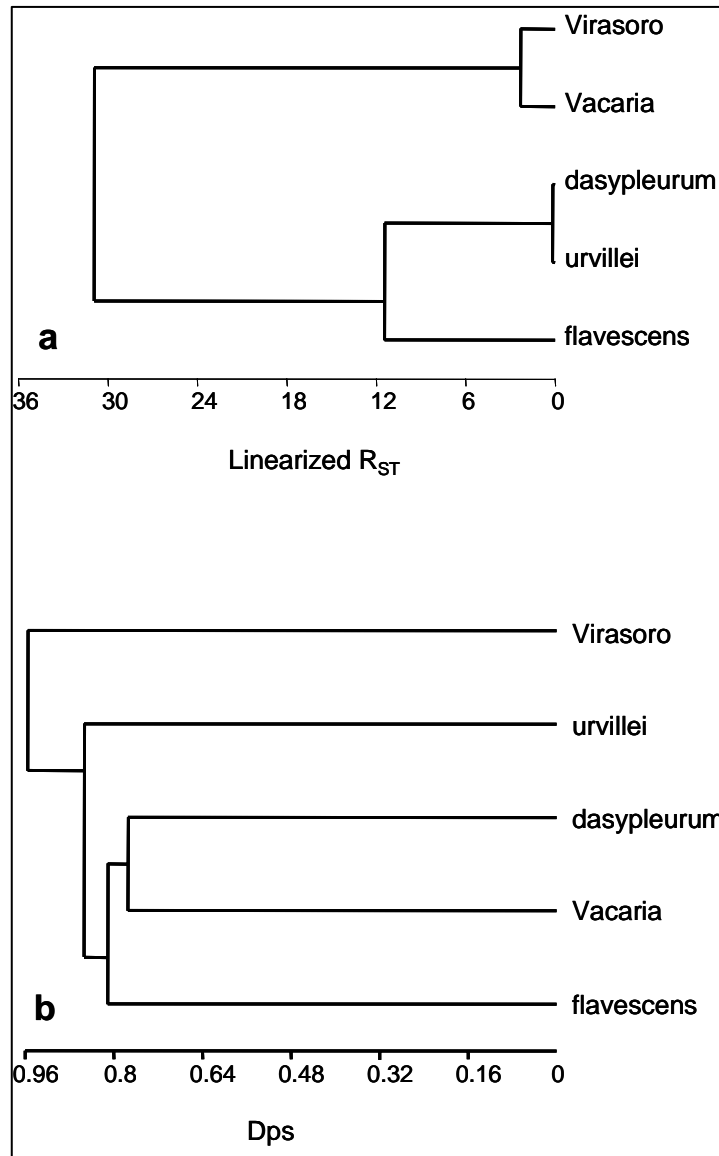 Virasoro
Vacaria
dasypleurum
urvillei
flavescens
a
36 30 24 18 12 6 0
Linearized RST
Virasoro
urvillei
dasypleurum
Vacaria
flavescens
b
0.96 0.8 0.64 0.48 0.32 0.16 0
Dps